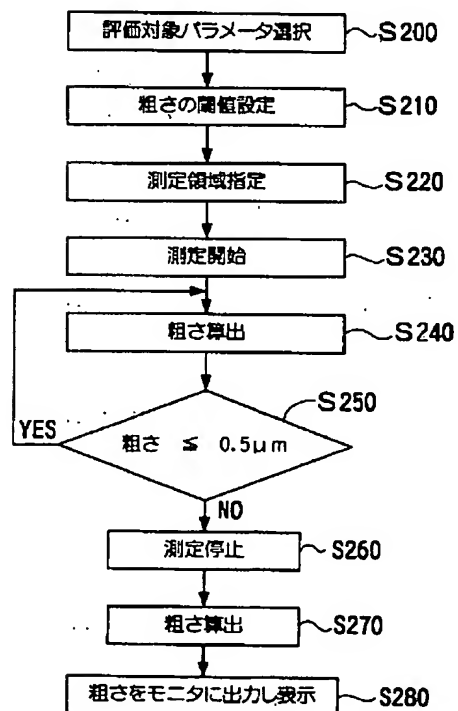 評価対象パラメータ選択 S200
粗さの閾値設定 S210
測定領域指定 S220
測定開始 S230
粗さ算出 S240
S250
YES
粗さ ≦ 0.5μm
NO
測定停止 S260
粗さ算出 S270
粗さをモニタに出力し表示 S280